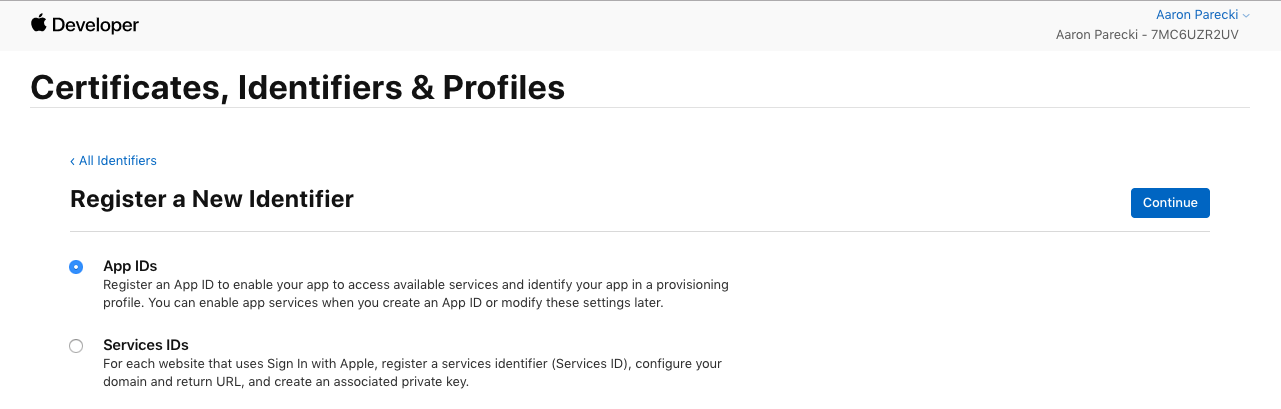 Developer
Aaron Parecki
Aaron Parecki - 7MC6UZR2UV
Certificates, Identifiers & Profiles
‹ All Identifiers
Register a New Identifier
Continue
App IDs
Register an App ID to enable your app to access available services and identify your app in a provisioning
profile. You can enable app services when you create an App ID or modify these settings later.
Services IDs
For each website that uses Sign In with Apple, register a services identifier (Services ID), configure your
domain and return URL, and create an associated private key.